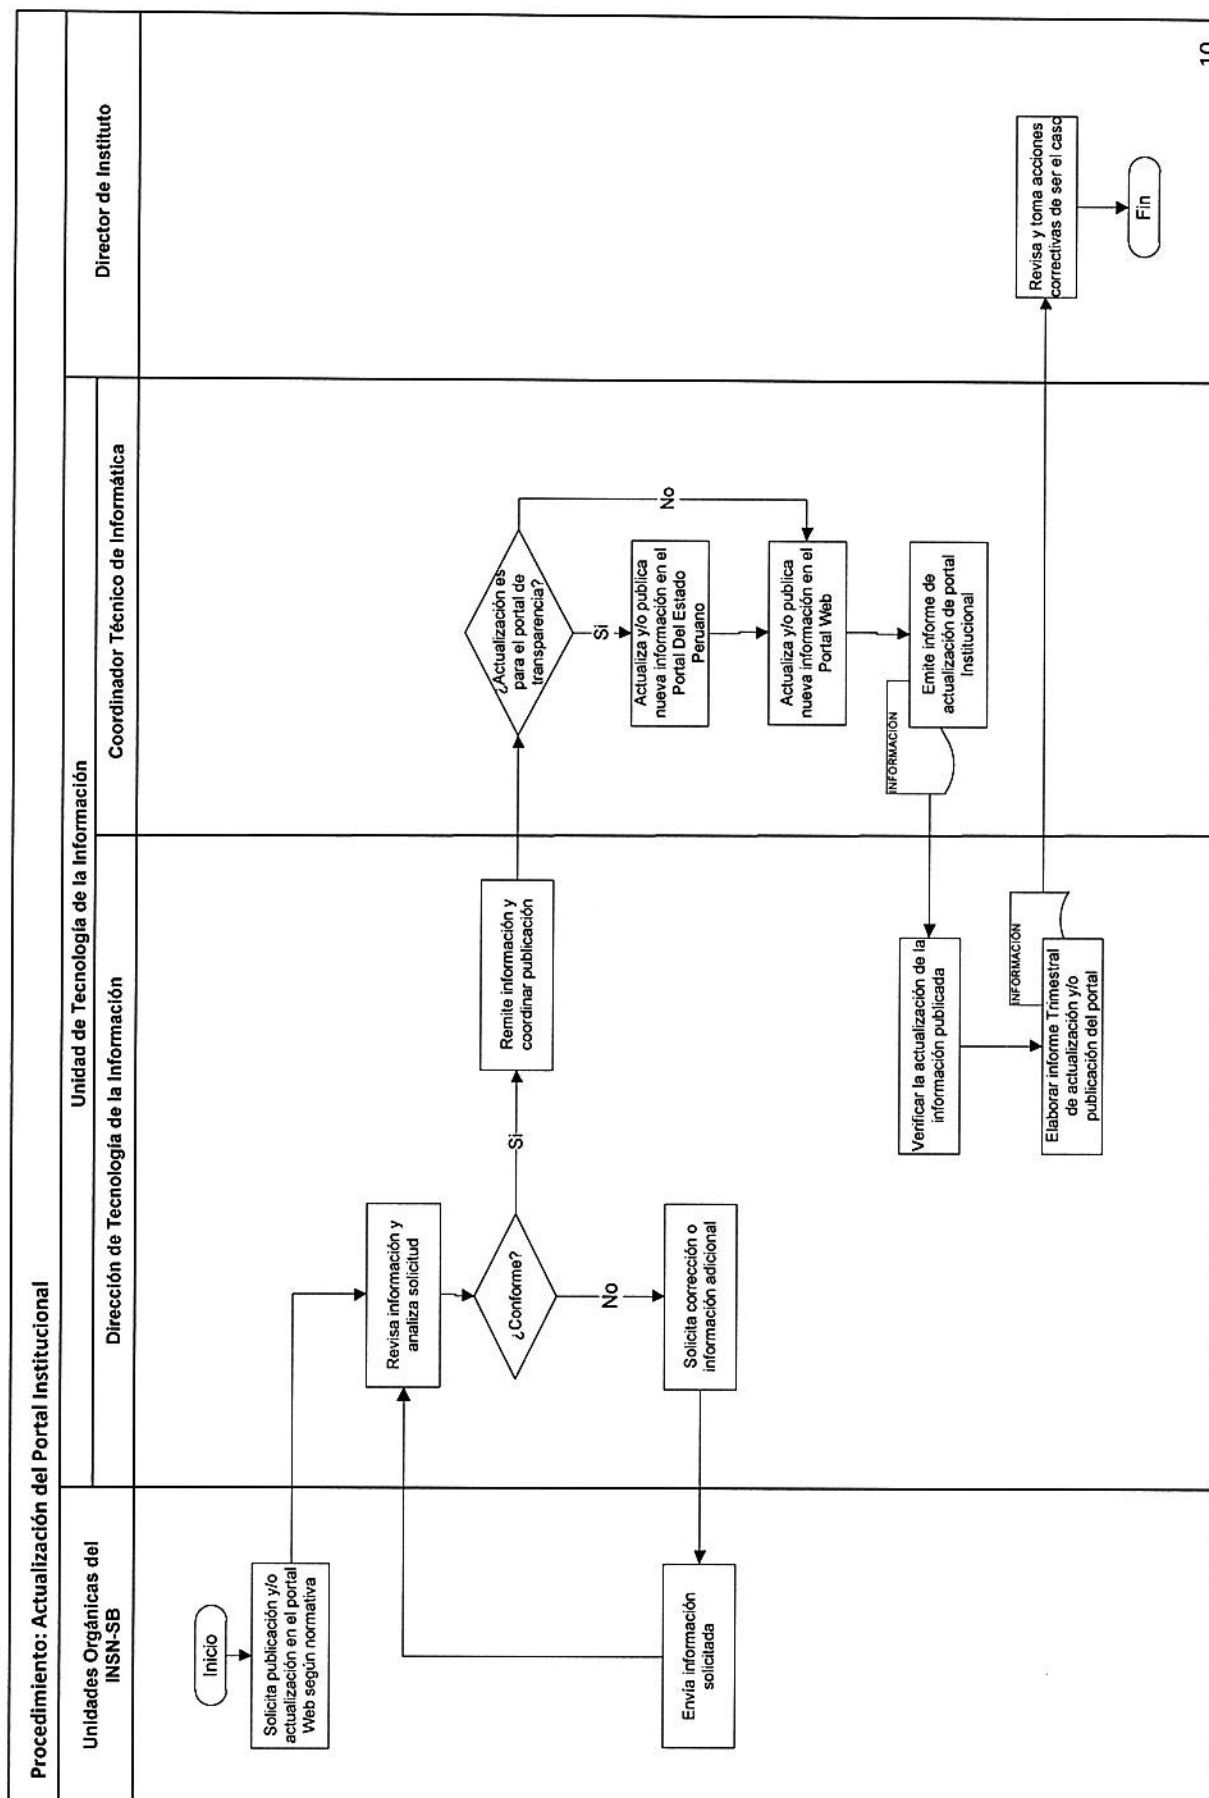 Procedimiento: Actualización del Portal Institucional
Unidades Orgánicas del
INSN-SB
Unidad de Tecnología de la Información
Dirección de Tecnología de la Información
Coordinador Técnico de Informática
Director de Instituto
Inicio
Solicita publicación y/o
actualización en el portal
Web según normativa
Revisa información y
analiza solicitud
¿Conforme?
Si
No
Remite información y
coordinar publicación
Solicita corrección o
información adicional
Envía información
solicitada
¿Actualización es
para el portal de
transparencia?
Si
No
Actualiza y/o publica
nueva información en el
Portal Del Estado
Peruano
Actualiza y/o publica
nueva información en el
Portal Web
Emite informe de
actualización de portal
Institucional
INFORMACIÓN
Verificar la actualización de la
información publicada
Elaborar informe Trimestral
de actualización y/o
publicación del portal
INFORMACIÓN
Revisa y toma acciones
correctivas de ser el caso
Fin